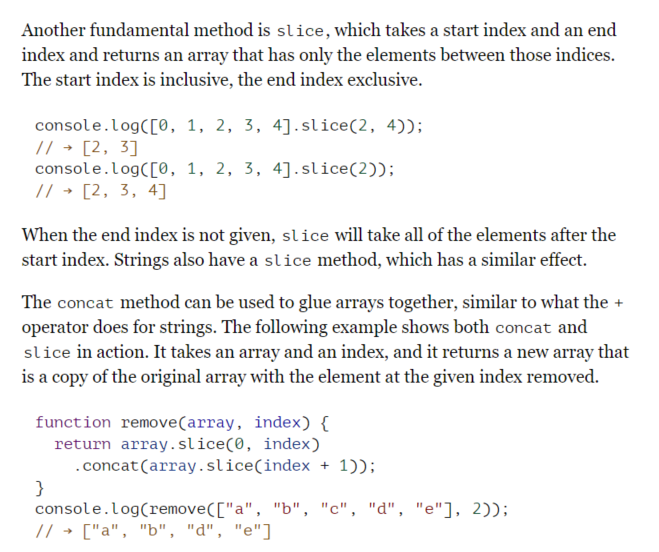 Another fundamental method is slice, which takes a start index and an end
index and returns an array that has only the elements between those indices.
The start index is inclusive, the end index exclusive.
console.log([0, 1, 2, 3, 4].slice(2, 4));
// → [2, 3]
console.log([0, 1, 2, 3, 4].slice(2));
// → [2, 3, 4]
When the end index is not given, slice will take all of the elements after the
start index. Strings also have a slice method, which has a similar effect.
The concat method can be used to glue arrays together, similar to what the +
operator does for strings. The following example shows both concat and
slice in action. It takes an array and an index, and it returns a new array that
is a copy of the original array with the element at the given index removed.
function remove(array, index) {
  return array.slice(0, index)
    .concat(array.slice(index + 1));
}
console.log(remove(["a", "b", "c", "d", "e"], 2));
// → ["a", "b", "d", "e"]